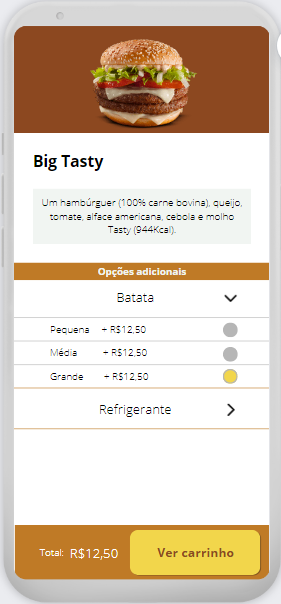 Big Tasty
Um hambúrguer (100% carne bovina), queijo,
tomate, alface americana, cebola e molho
Tasty (944Kcal).
Opções adicionais
Batata
Pequena + R$12,50
Média + R$12,50
Grande + R$12,50
Refrigerante
Total: R$12,50 Ver carrinho